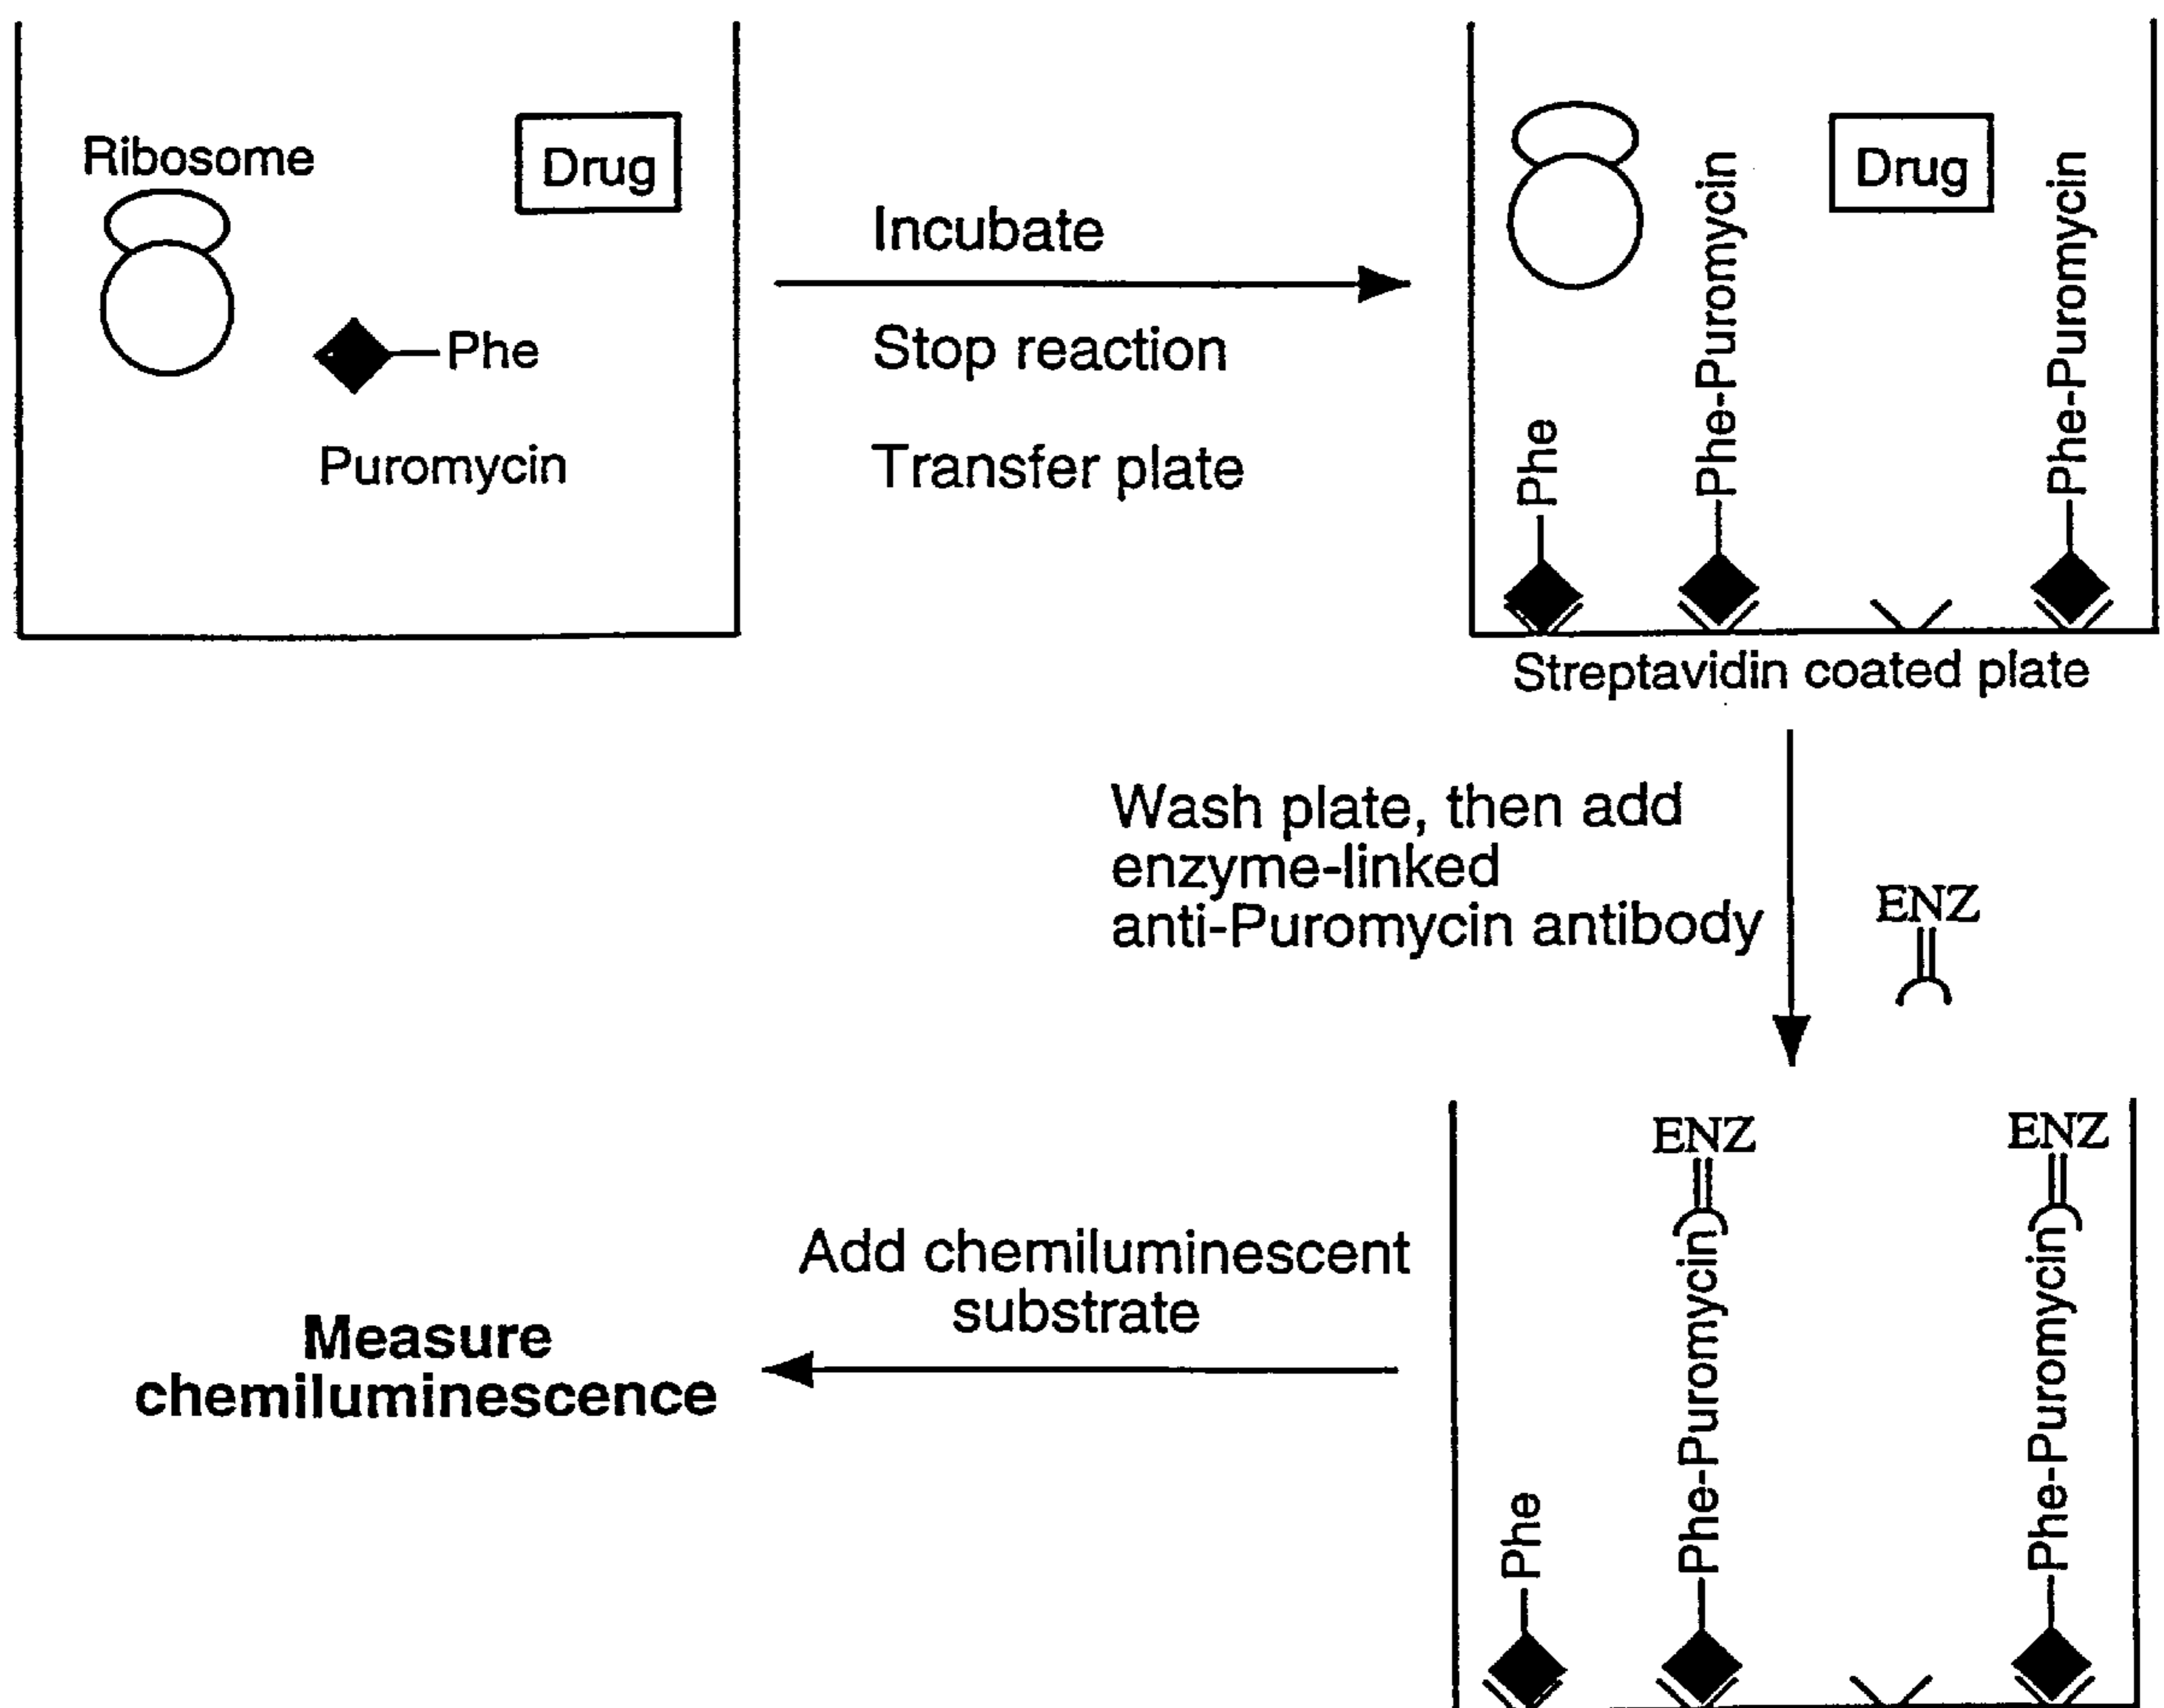 Ribosome
Drug
Phe
Puromycin
Incubate
Stop reaction
Transfer plate
Drug
Phe
Phe-Puromycin
Phe-Puromycin
Streptavidin coated plate
Wash plate, then add
enzyme-linked
anti-Puromycin antibody
ENZ
ENZ
ENZ
Phe
Phe-Puromycin
Phe-Puromycin
Add chemiluminescent
substrate
Measure
chemiluminescence